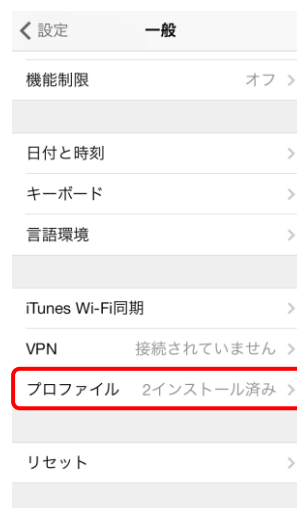 設定 一般
機能制限 オフ
日付と時刻
キーボード
言語環境
iTunes Wi-Fi同期
VPN 接続されていません
プロファイル 2インストール済み
リセット